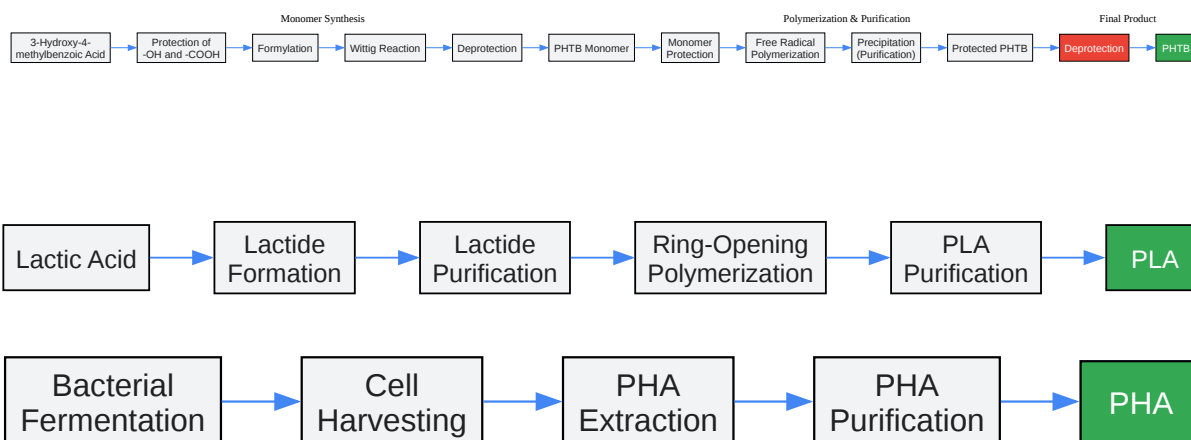 Monomer Synthesis
Polymerization & Purification
Final Product
3-Hydroxy-4-
methylbenzoic Acid
Protection of
-OH and -COOH
Formylation
Wittig Reaction
Deprotection
PHTB Monomer
Monomer
Protection
Free Radical
Polymerization
Precipitation
(Purification)
Protected PHTB
Deprotection
PHTB
Lactic Acid
Lactide
Formation
Lactide
Purification
Ring-Opening
Polymerization
PLA
Purification
PLA
Bacterial
Fermentation
Cell
Harvesting
PHA
Extraction
PHA
Purification
PHA